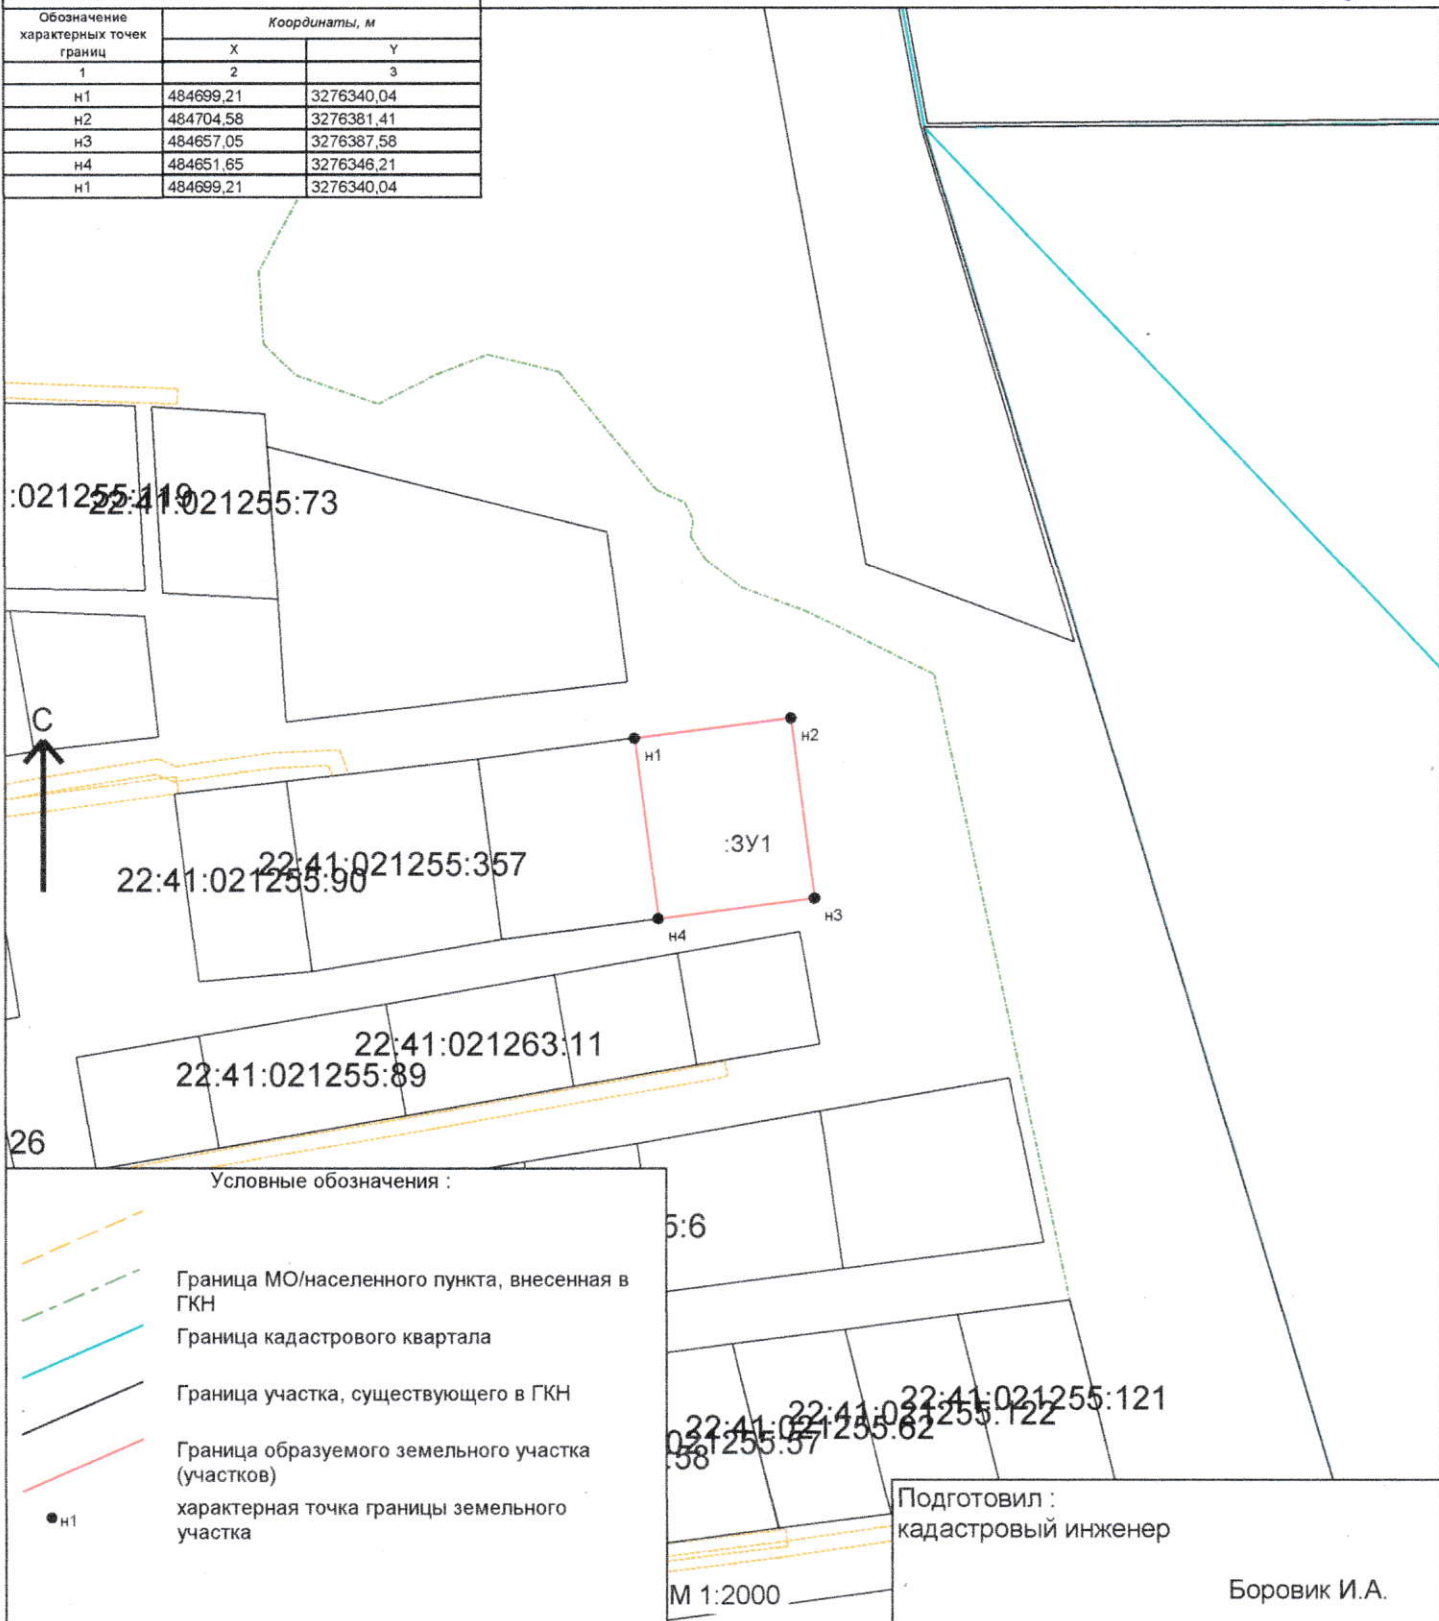 Обозначение характерных точек границ
Координаты, м
X
Y
1
2
3
н1
484699,21
3276340,04
н2
484704,58
3276381,41
н3
484657,05
3276387,58
н4
484651,65
3276346,21
н1
484699,21
3276340,04
:021255:119
22:41:021255:73
С
н1
н2
:ЗУ1
22:41:021255:357
22:41:021255:90
н3
н4
22:41:021263:11
22:41:021255:89
26
Условные обозначения :
Граница МО/населенного пункта, внесенная в
ГКН
Граница кадастрового квартала
Граница участка, существующего в ГКН
Граница образуемого земельного участка
(участков)
н1
характерная точка границы земельного
участка
5:6
22:41:021255:121
22:41:021255:122
22:41:021255:62
021255:57
:58
Подготовил :
кадастровый инженер
М 1:2000
Боровик И.А.